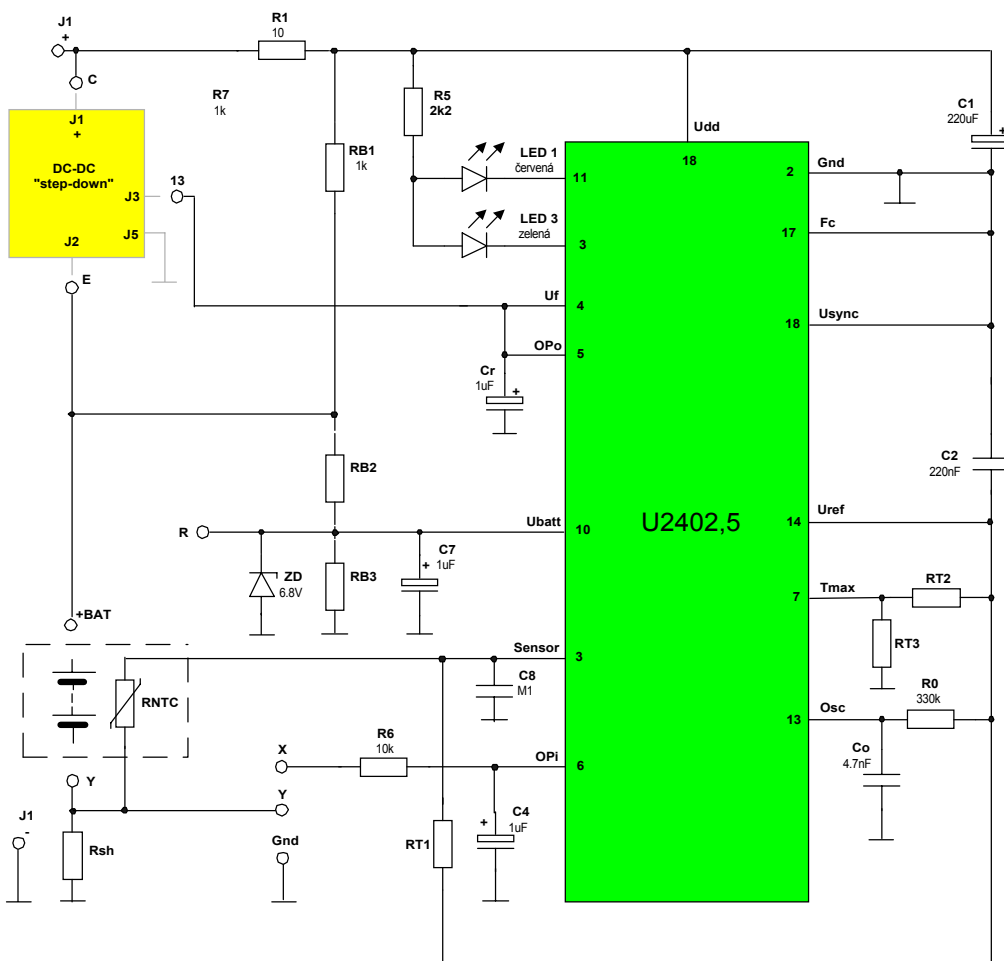 J1
+
R1
10
C
R7
1k
J1
+
DC-DC
"step-down"
J3
13
J2
J5
E
RB1
1k
R5
2k2
LED 1
červená
11
LED 3
zelená
3
Udd
18
C1
220uF
+
Gnd
2
Fc
17
Usync
18
Uf
4
OPo
5
Cr
1uF
+
RB2
C2
220nF
R
Ubatt
10
U2402,5
Uref
14
ZD
6.8V
RB3
C7
+
1uF
Tmax
7
RT2
RT3
+BAT
Sensor
3
C8
M1
RNTC
R0
330k
Osc
13
Co
4.7nF
X
R6
10k
OPi
6
Y
Y
J1
-
Rsh
Gnd
RT1
C4
+
1uF